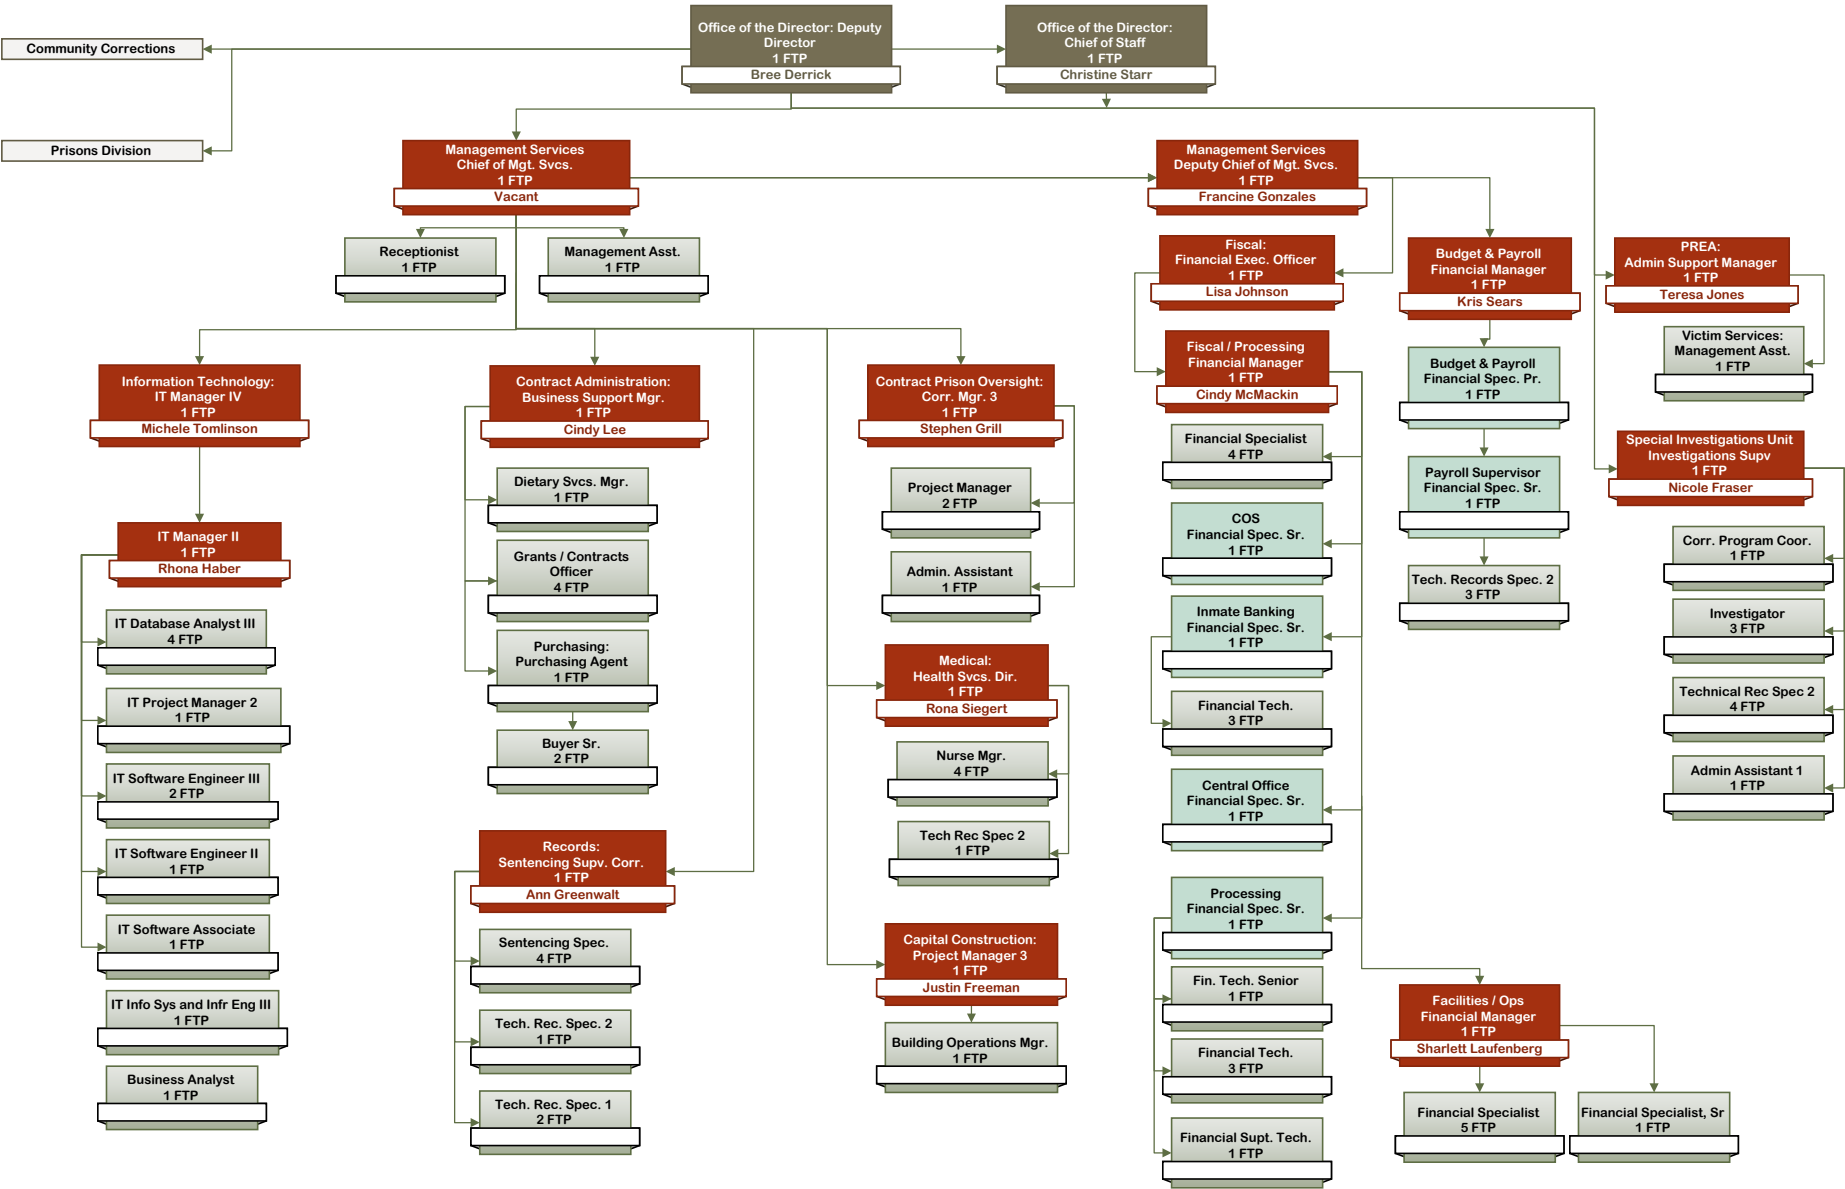 Office of the Director: Deputy
Director
1 FTP
Bree Derrick
Office of the Director:
Chief of Staff
1 FTP
Christine Starr
Community Corrections
Prisons Division
Management Services
Chief of Mgt. Svcs.
1 FTP
Vacant
Management Services
Deputy Chief of Mgt. Svcs.
1 FTP
Francine Gonzales
Receptionist
1 FTP
Management Asst.
1 FTP
Fiscal:
Financial Exec. Officer
1 FTP
Lisa Johnson
Budget & Payroll
Financial Manager
1 FTP
Kris Sears
PREA:
Admin Support Manager
1 FTP
Teresa Jones
Victim Services:
Management Asst.
1 FTP
Information Technology:
IT Manager IV
1 FTP
Michele Tomlinson
Contract Administration:
Business Support Mgr.
1 FTP
Cindy Lee
Contract Prison Oversight:
Corr. Mgr. 3
1 FTP
Stephen Grill
Fiscal / Processing
Financial Manager
1 FTP
Cindy McMackin
Budget & Payroll
Financial Spec. Pr.
1 FTP
Payroll Supervisor
Financial Spec. Sr.
1 FTP
Tech. Records Spec. 2
3 FTP
Special Investigations Unit
Investigations Supv
1 FTP
Nicole Fraser
Corr. Program Coor.
1 FTP
Investigator
3 FTP
Technical Rec Spec 2
4 FTP
Admin Assistant 1
1 FTP
IT Manager II
1 FTP
Rhona Haber
IT Database Analyst III
4 FTP
IT Project Manager 2
1 FTP
IT Software Engineer III
2 FTP
IT Software Engineer II
1 FTP
IT Software Associate
1 FTP
IT Info Sys and Infr Eng III
1 FTP
Business Analyst
1 FTP
Dietary Svcs. Mgr.
1 FTP
Grants / Contracts
Officer
4 FTP
Purchasing:
Purchasing Agent
1 FTP
Buyer Sr.
2 FTP
Records:
Sentencing Supv. Corr.
1 FTP
Ann Greenwalt
Sentencing Spec.
4 FTP
Tech. Rec. Spec. 2
1 FTP
Tech. Rec. Spec. 1
2 FTP
Project Manager
2 FTP
Admin. Assistant
1 FTP
Medical:
Health Svcs. Dir.
1 FTP
Rona Siegert
Nurse Mgr.
4 FTP
Tech Rec Spec 2
1 FTP
Capital Construction:
Project Manager 3
1 FTP
Justin Freeman
Building Operations Mgr.
1 FTP
Financial Specialist
4 FTP
COS
Financial Spec. Sr.
1 FTP
Inmate Banking
Financial Spec. Sr.
1 FTP
Financial Tech.
3 FTP
Central Office
Financial Spec. Sr.
1 FTP
Processing
Financial Spec. Sr.
1 FTP
Fin. Tech. Senior
1 FTP
Financial Tech.
3 FTP
Financial Supt. Tech.
1 FTP
Facilities / Ops
Financial Manager
1 FTP
Sharlett Laufenberg
Financial Specialist
5 FTP
Financial Specialist, Sr
1 FTP